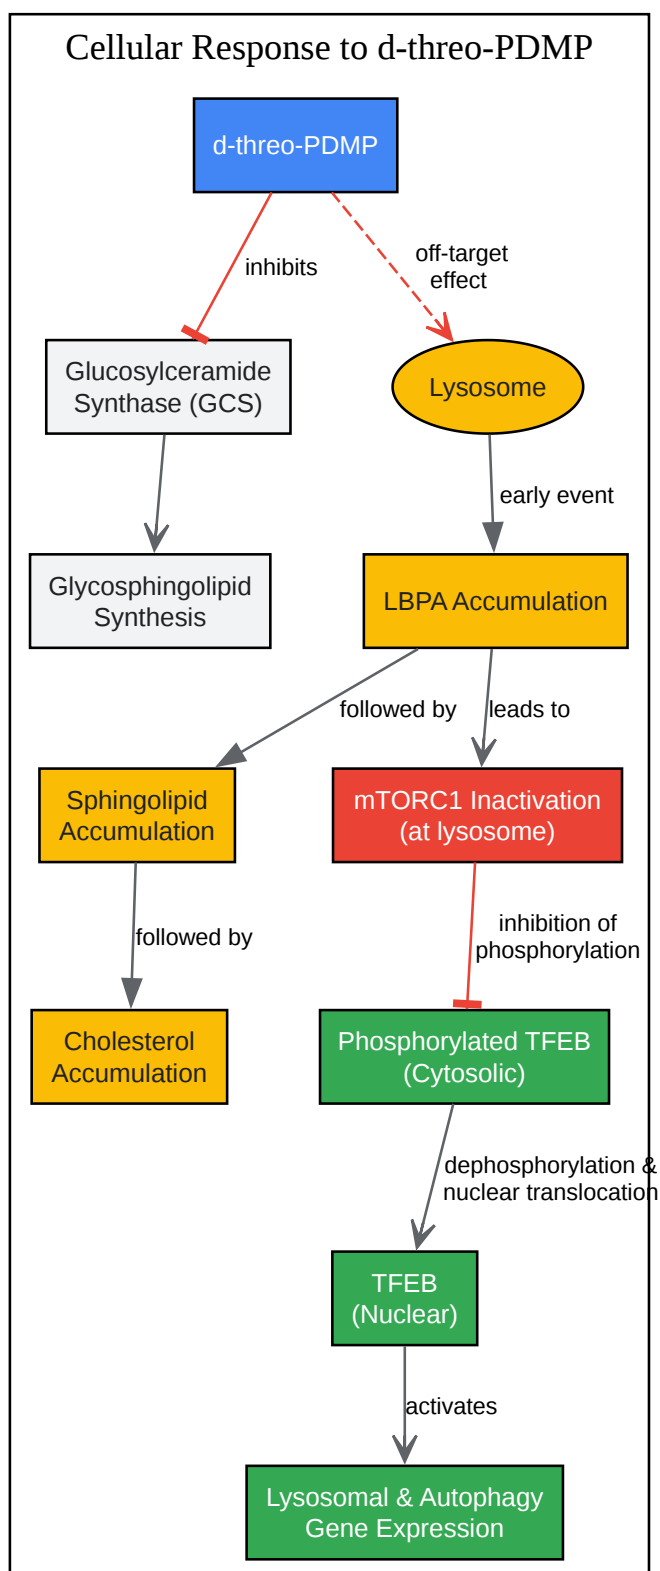 Cellular Response to d-threo-PDMP
d-threo-PDMP
inhibits
off-target
effect
Glucosylceramide
Synthase (GCS)
Lysosome
early event
Glycosphingolipid
Synthesis
LBPA Accumulation
followed by
leads to
Sphingolipid
Accumulation
mTORC1 Inactivation
(at lysosome)
followed by
inhibition of
phosphorylation
Cholesterol
Accumulation
Phosphorylated TFEB
(Cytosolic)
dephosphorylation &
nuclear translocation
TFEB
(Nuclear)
activates
Lysosomal & Autophagy
Gene Expression